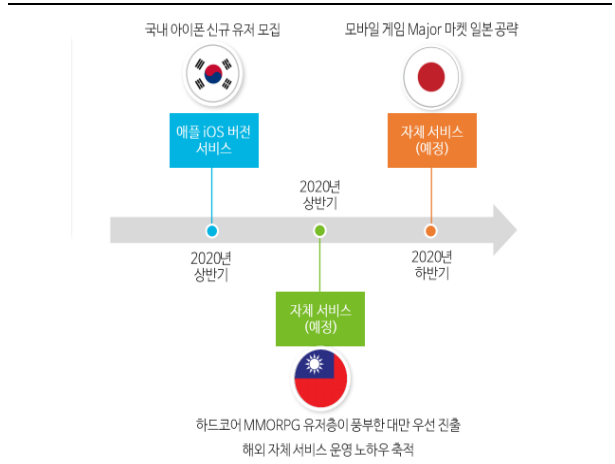 국내 아이폰 신규 유저 모집
모바일 게임 Major 마켓 일본 공략
애플 iOS 버전
서비스
자체 서비스
(예정)
2020년
상반기
2020년
상반기
2020년
하반기
자체 서비스
(예정)
하드코어 MMORPG 유저층이 풍부한 대만 우선 진출
해외 자체 서비스 운영 노하우 축적